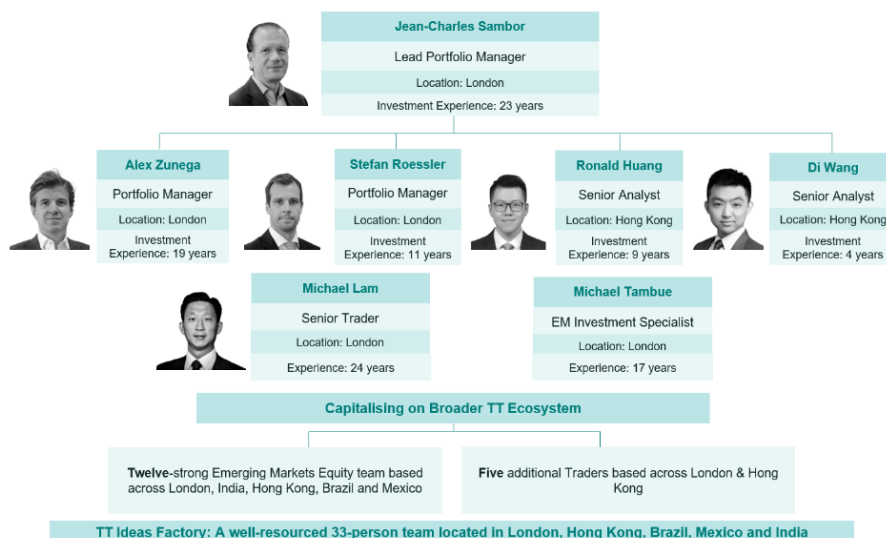 Jean-Charles Sambor
Lead Portfolio Manager
Location: London
Investment Experience: 23 years
Alex Zunega
Portfolio Manager
Location: London
Investment
Experience: 19 years
Stefan Roessler
Portfolio Manager
Location: London
Investment
Experience: 11 years
Ronald Huang
Senior Analyst
Location: Hong Kong
Investment
Experience: 9 years
Di Wang
Senior Analyst
Location: Hong Kong
Investment
Experience: 4 years
Michael Lam
Senior Trader
Location: London
Experience: 24 years
Michael Tambue
EM Investment Specialist
Location: London
Experience: 17 years
Capitalising on Broader TT Ecosystem
Twelve-strong Emerging Markets Equity team based
across London, India, Hong Kong, Brazil and Mexico
Five additional Traders based across London & Hong
Kong
TT Ideas Factory: A well-resourced 33-person team located in London, Hong Kong, Brazil, Mexico and India